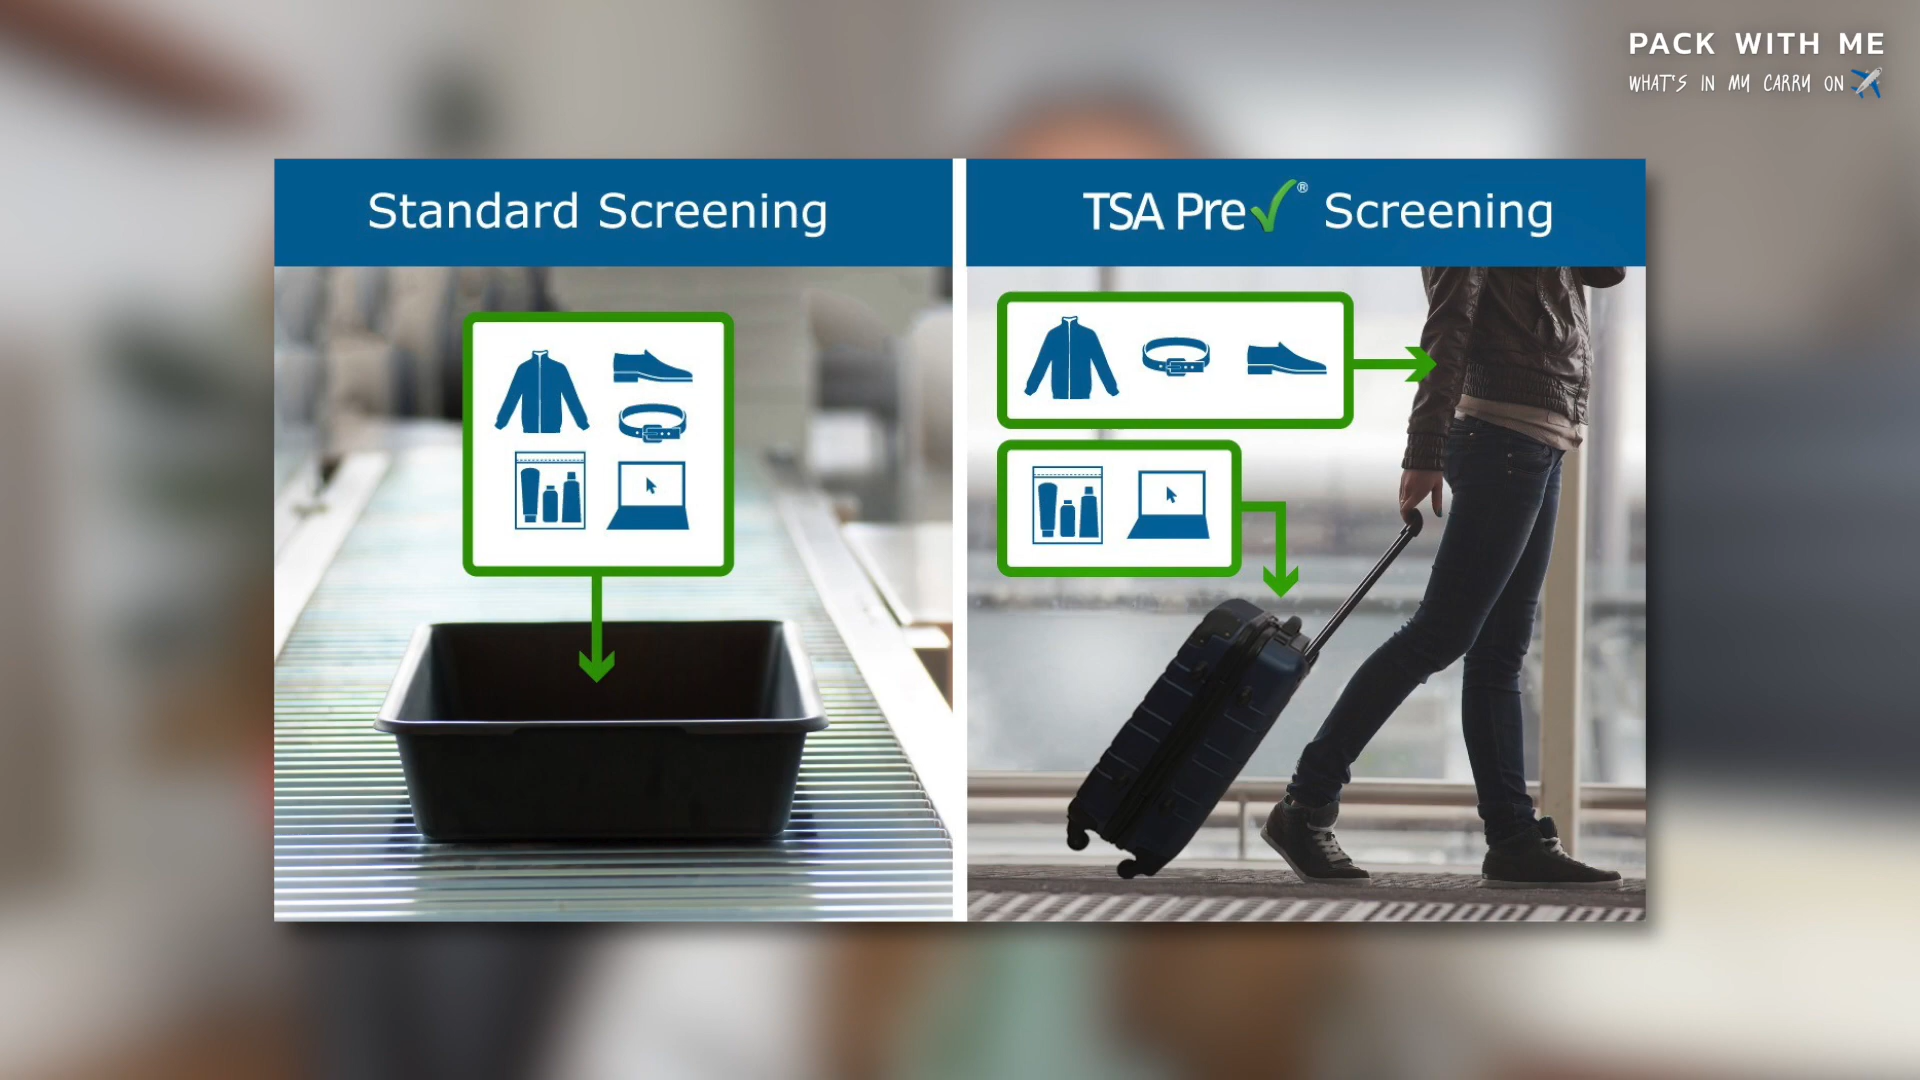 PACK WITH ME
WHAT'S IN MY CARRY ON
Standard Screening
TSA Pre✓® Screening